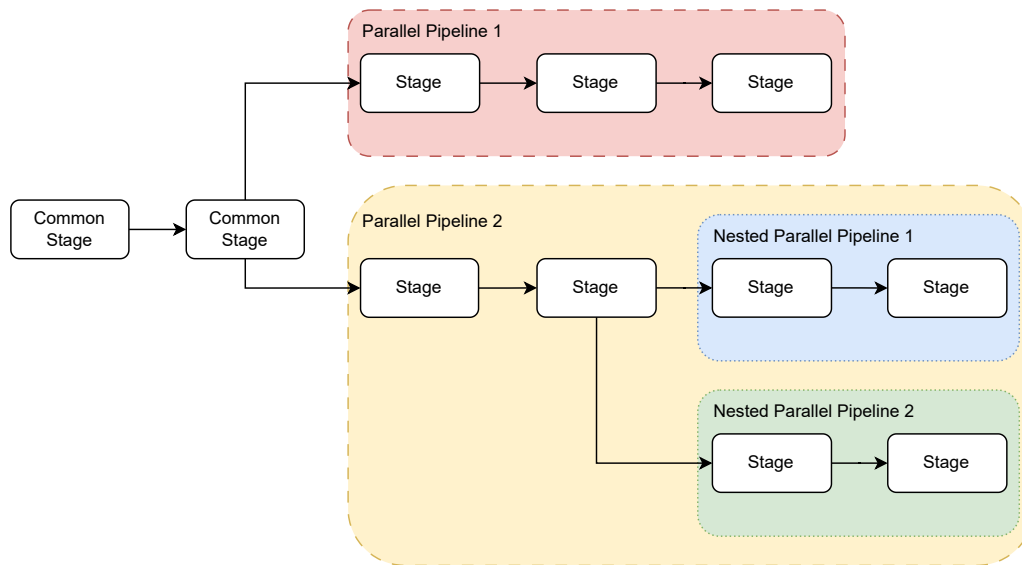 Parallel Pipeline 1
Stage
Stage
Stage
Common
Stage
Common
Stage
Parallel Pipeline 2
Stage
Stage
Nested Parallel Pipeline 1
Stage
Stage
Nested Parallel Pipeline 2
Stage
Stage